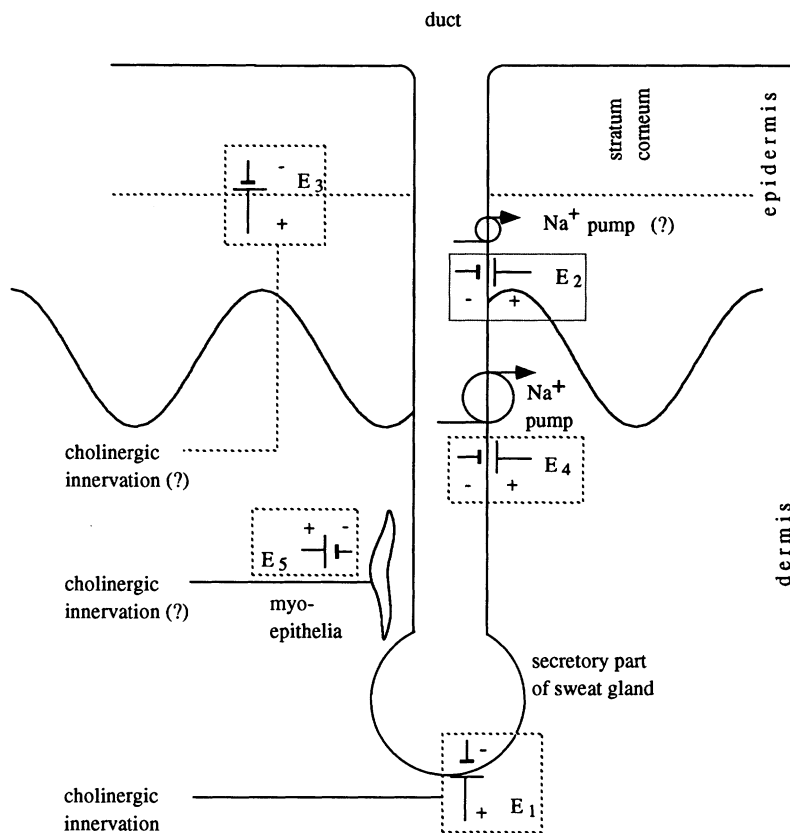 duct
stratum
corneum
epidermis
-
E3
+
Na+ pump (?)
E2
- +
Na+
pump
cholinergic
innervation (?)
E4
- +
dermis
+ -
E5
cholinergic
innervation (?)
myo-
epithelia
secretory part
of sweat gland
-
cholinergic
innervation
+
E1